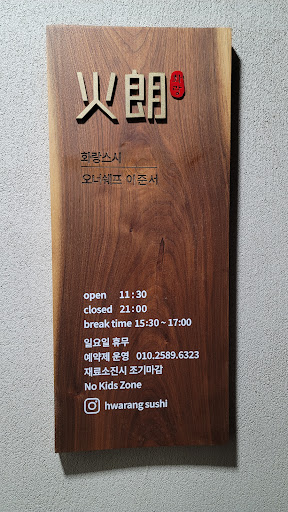 火朗
화랑
화랑스시
오너쉐프 이준서
open 11:30
closed 21:00
break time 15:30 ~ 17:00
일요일 휴무
예약제 운영 010.2589.6323
재료소진시 조기마감
No Kids Zone
hwarang sushi